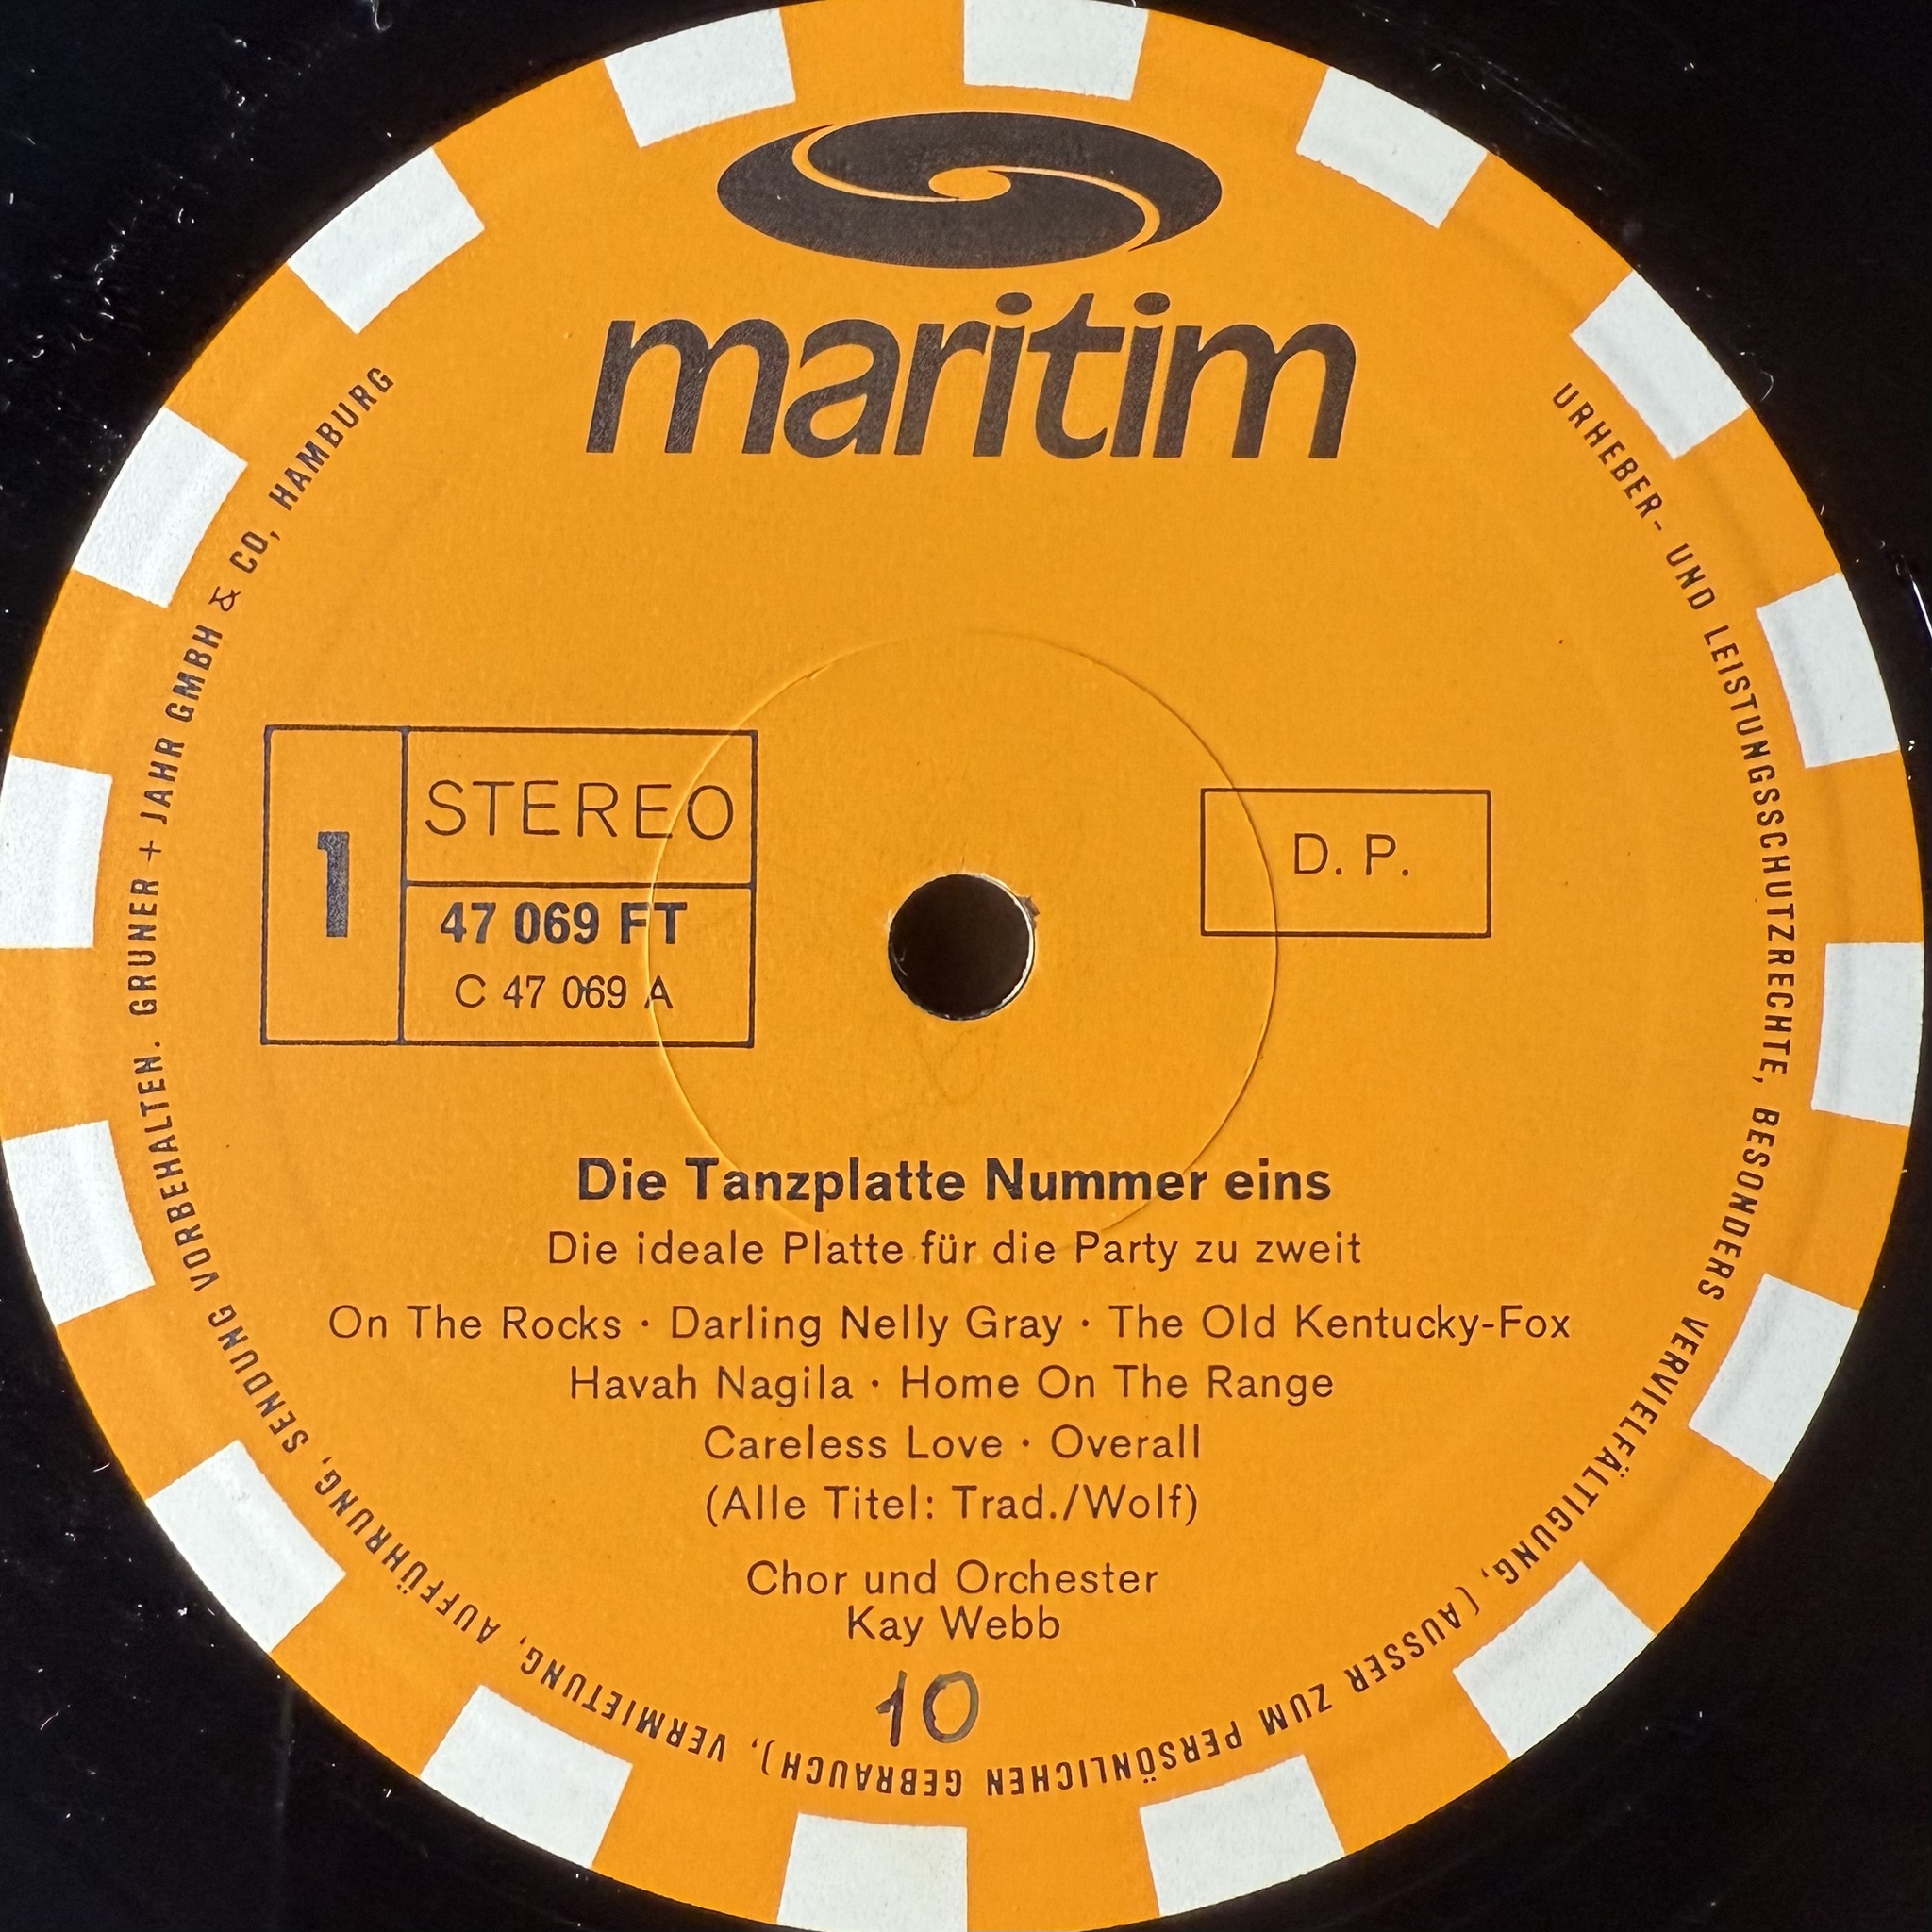 maritim
1
STEREO
47 069 FT
C 47 069 A
D. P.
Die Tanzplatte Nummer eins
Die ideale Platte für die Party zu zweit
On The Rocks · Darling Nelly Gray · The Old Kentucky-Fox
Havah Nagila · Home On The Range
Careless Love · Overall
(Alle Titel: Trad./Wolf)
Chor und Orchester
Kay Webb
10
URHEBER- UND LEISTUNGSSCHUTZRECHTE, BESONDERS VERVIELFÄLTIGUNG, (AUSSER ZUM PERSÖNLICHEN GEBRAUCH), VERMIETUNG, AUFFÜHRUNG, SENDUNG VORBEHALTEN. GRUNER + JAHR GMBH & CO, HAMBURG